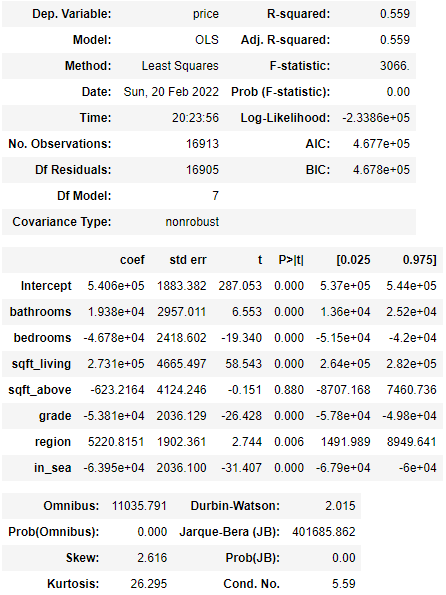 Dep. Variable: price R-squared: 0.559
Model: OLS Adj. R-squared: 0.559
Method: Least Squares F-statistic: 3066.
Date: Sun, 20 Feb 2022 Prob (F-statistic): 0.00
Time: 20:23:56 Log-Likelihood: -2.3386e+05
No. Observations: 16913 AIC: 4.677e+05
Df Residuals: 16905 BIC: 4.678e+05
Df Model: 7
Covariance Type: nonrobust
coef std err t P>|t| [0.025 0.975]
Intercept 5.406e+05 1883.382 287.053 0.000 5.37e+05 5.44e+05
bathrooms 1.938e+04 2957.011 6.553 0.000 1.36e+04 2.52e+04
bedrooms -4.678e+04 2418.602 -19.340 0.000 -5.15e+04 -4.2e+04
sqft_living 2.731e+05 4665.497 58.543 0.000 2.64e+05 2.82e+05
sqft_above -623.2164 4124.246 -0.151 0.880 -8707.168 7460.736
grade -5.381e+04 2036.129 -26.428 0.000 -5.78e+04 -4.98e+04
region 5220.8151 1902.361 2.744 0.006 1491.989 8949.641
in_sea -6.395e+04 2036.100 -31.407 0.000 -6.79e+04 -6e+04
Omnibus: 11035.791 Durbin-Watson: 2.015
Prob(Omnibus): 0.000 Jarque-Bera (JB): 401685.862
Skew: 2.616 Prob(JB): 0.00
Kurtosis: 26.295 Cond. No. 5.59